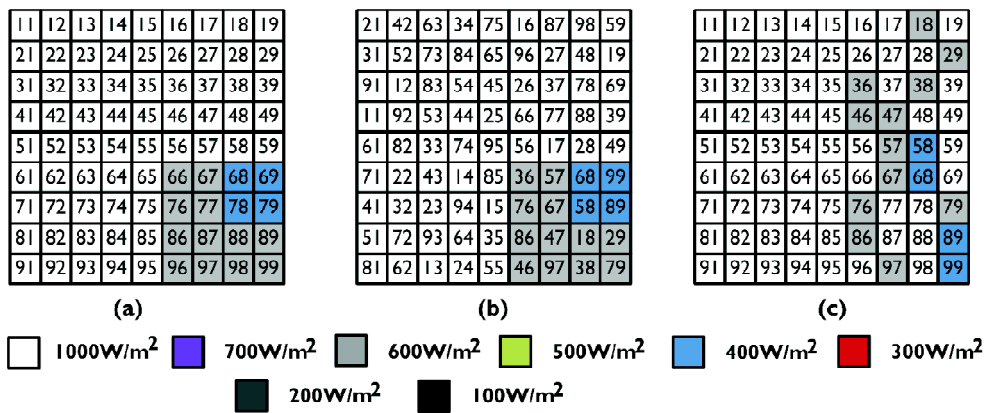 11 12 13 14 15 16 17 18 19 21 42 63 34 75 16 87 98 59 11 12 13 14 15 16 17 18 19
21 22 23 24 25 26 27 28 29 31 52 73 84 65 96 27 48 19 21 22 23 24 25 26 27 28 29
31 32 33 34 35 36 37 38 39 91 12 83 54 45 26 37 78 69 31 32 33 34 35 36 37 38 39
41 42 43 44 45 46 47 48 49 11 92 53 44 25 66 77 88 39 41 42 43 44 45 46 47 48 49
51 52 53 54 55 56 57 58 59 61 82 33 74 95 56 17 28 49 51 52 53 54 55 56 57 58 59
61 62 63 64 65 66 67 68 69 71 22 43 14 85 36 57 68 99 61 62 63 64 65 66 67 68 69
71 72 73 74 75 76 77 78 79 41 32 23 94 15 76 67 58 89 71 72 73 74 75 76 77 78 79
81 82 83 84 85 86 87 88 89 51 72 93 64 35 86 47 18 29 81 82 83 84 85 86 87 88 89
91 92 93 94 95 96 97 98 99 81 62 13 24 55 46 97 38 79 91 92 93 94 95 96 97 98 99
(a) (b) (c)
1000W/m² 700W/m² 600W/m² 500W/m² 400W/m² 300W/m²
200W/m² 100W/m²